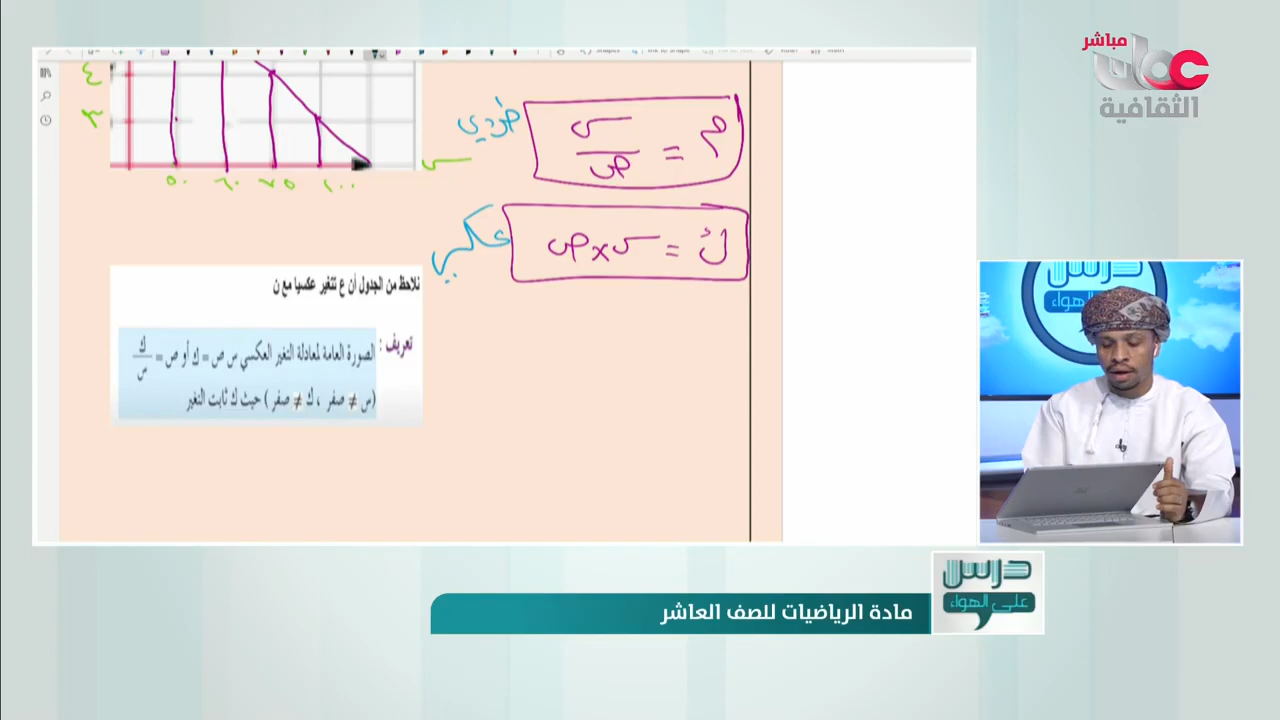 مباشر
عمان
الثقافية
٤
٣
٥٠ ٦٠ ٧٥ ١٠٠
س
طردي
م = س / ص
عكسي
ك = س × ص
نلاحظ من الجدول أن ع تتغير عكسيا مع ن
تعريف : الصورة العامة لمعادلة التغير العكسي س ص = ك أو ص = ك / س
(س ≠ صفر ، ك ≠ صفر) حيث ك ثابت التغير
درس
على الهواء
درس
على الهواء
مادة الرياضيات للصف العاشر